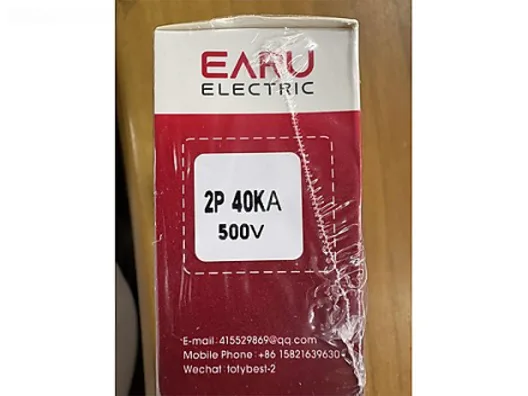 EARU
ELECTRIC
2P 40KA
500V
E-mail:415529869@qq.com
Mobile Phone:+86 15821639630
Wechat:totybest-2